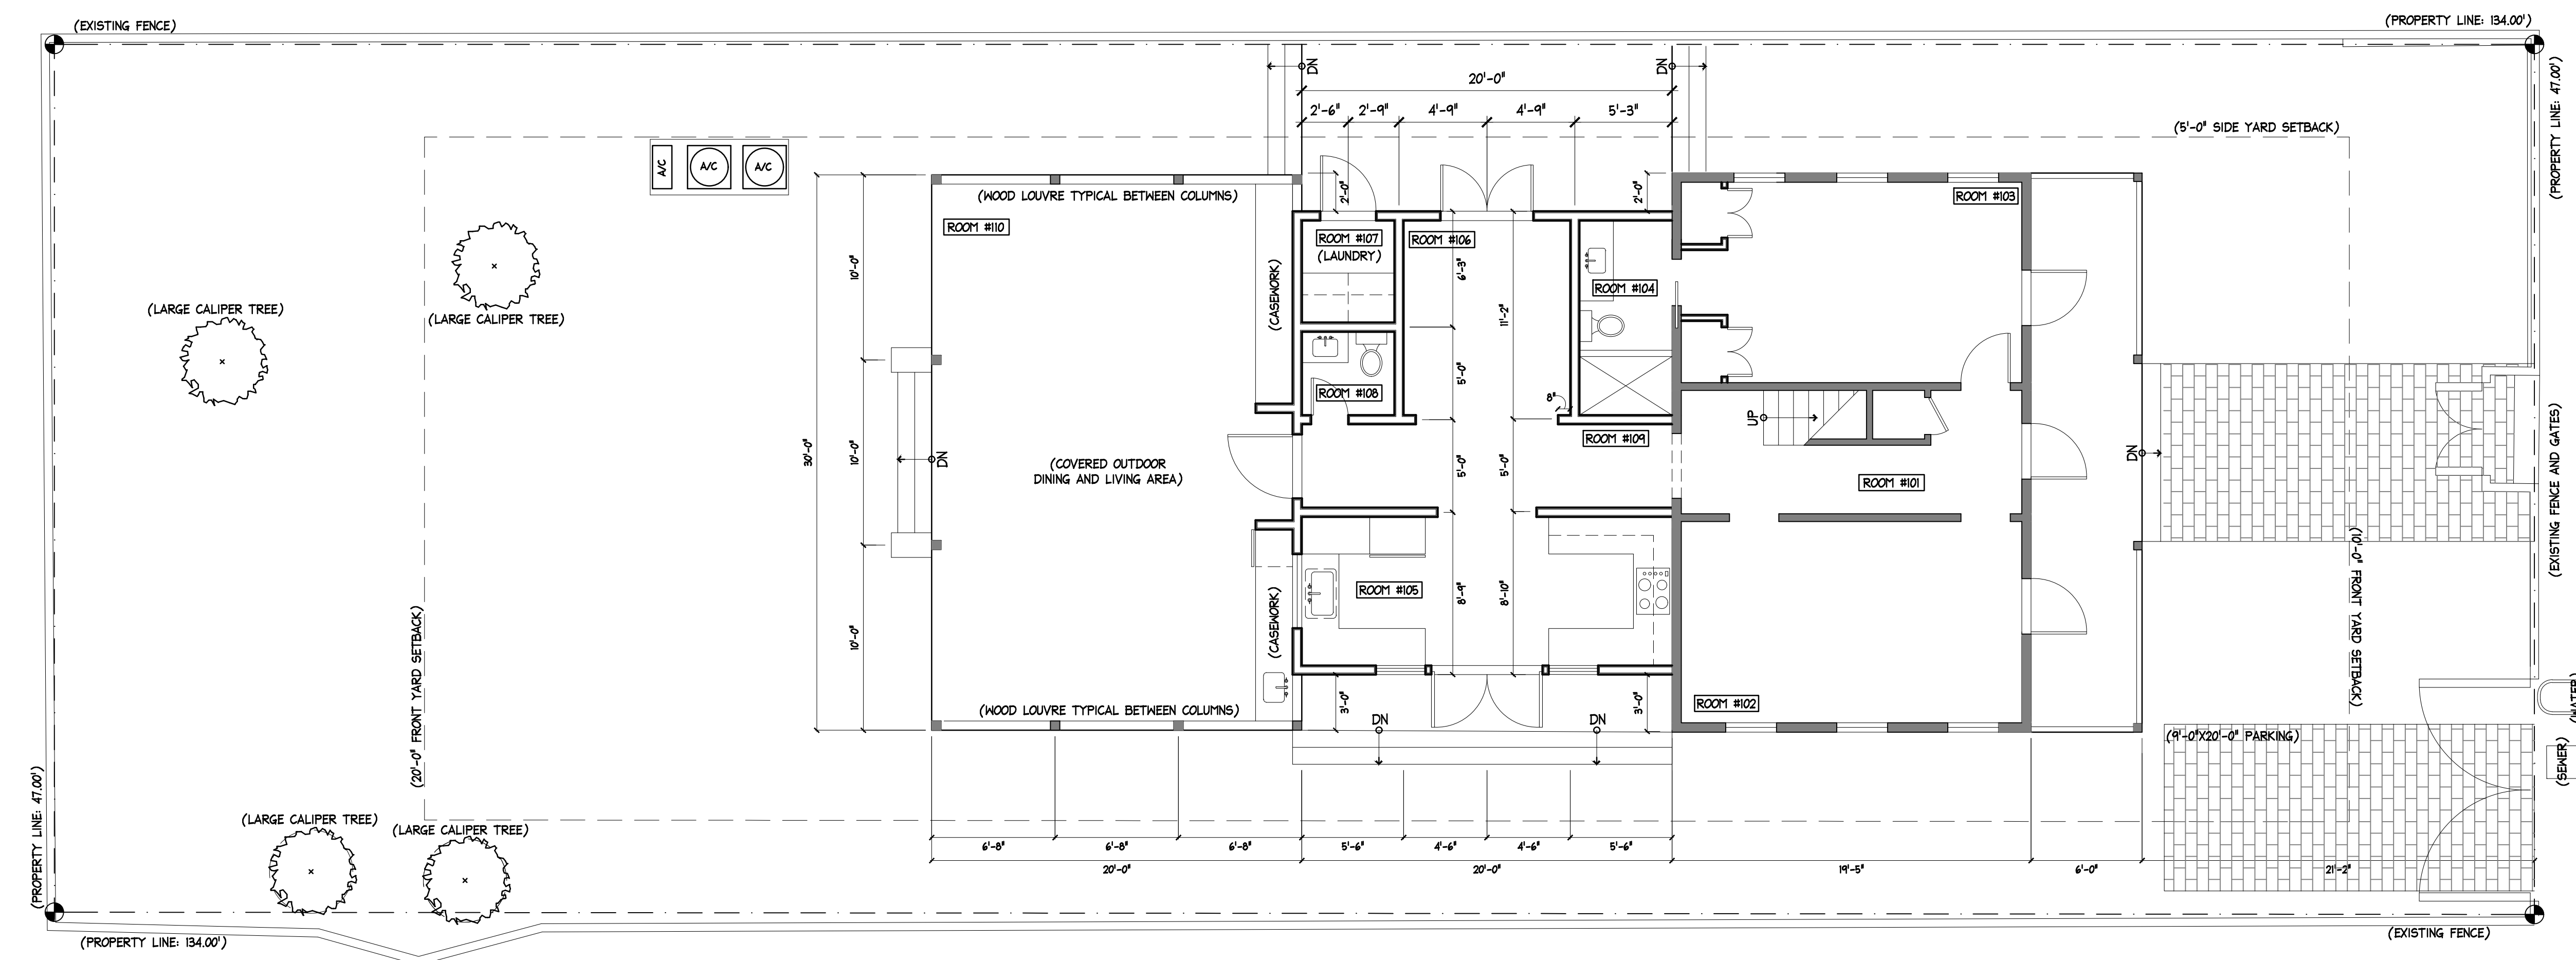 (EXISTING FENCE)
(PROPERTY LINE: 134.00')
DN
DN
20'-0"
2'-6"
2'-9"
4'-9"
4'-9"
5'-3"
(PROPERTY LINE: 47.00')
(5'-0" SIDE YARD SETBACK)
A/C
A/C
A/C
(WOOD LOUVRE TYPICAL BETWEEN COLUMNS)
2'-0"
2'-0"
ROOM #103
ROOM #110
ROOM #107
(LAUNDRY)
ROOM #106
10'-0"
6'-3"
(CASEWORK)
ROOM #104
(LARGE CALIPER TREE)
(LARGE CALIPER TREE)
11'-2"
5'-0"
ROOM #108
8"
UP
ROOM #109
30'-0"
10'-0"
DN
(COVERED OUTDOOR
DINING AND LIVING AREA)
5'-0"
5'-0"
ROOM #101
DN
(EXISTING FENCE AND GATES)
ROOM #105
8'-9"
8'-10"
(CASEWORK)
10'-0"
(20'-0" FRONT YARD SETBACK)
(10'-0" FRONT YARD SETBACK)
(WOOD LOUVRE TYPICAL BETWEEN COLUMNS)
3'-0"
3'-0"
ROOM #102
DN
DN
(9'-0"X20'-0" PARKING)
(WATER)
(SEWER)
(PROPERTY LINE: 47.00')
(LARGE CALIPER TREE)
(LARGE CALIPER TREE)
6'-8"
6'-8"
6'-8"
5'-6"
4'-6"
4'-6"
5'-6"
20'-0"
20'-0"
19'-5"
6'-0"
21'-2"
(PROPERTY LINE: 134.00')
(EXISTING FENCE)